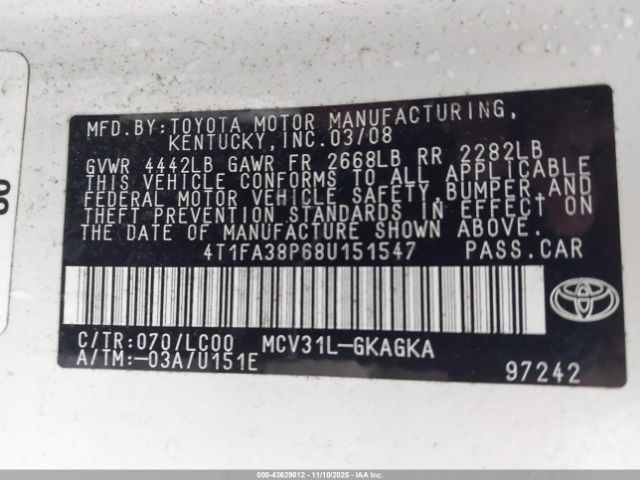 MFD.BY:TOYOTA MOTOR MANUFACTURING,
KENTUCKY, INC.03/08
GVWR 4442LB GAWR FR 2668LB RR 2282LB
THIS VEHICLE CONFORMS TO ALL APPLICABLE
FEDERAL MOTOR VEHICLE SAFETY, BUMPER, AND
THEFT PREVENTION STANDARDS IN EFFECT ON
THE DATE OF MANUFACTURE SHOWN ABOVE.
4T1FA38P68U151547 PASS.CAR
C/TR:070/LC00 MCV31L-GKAGKA
A/TM:-03A/U151E
97242
TOYOTA
000-43629812 - 11/10/2025 - IAAI.COM